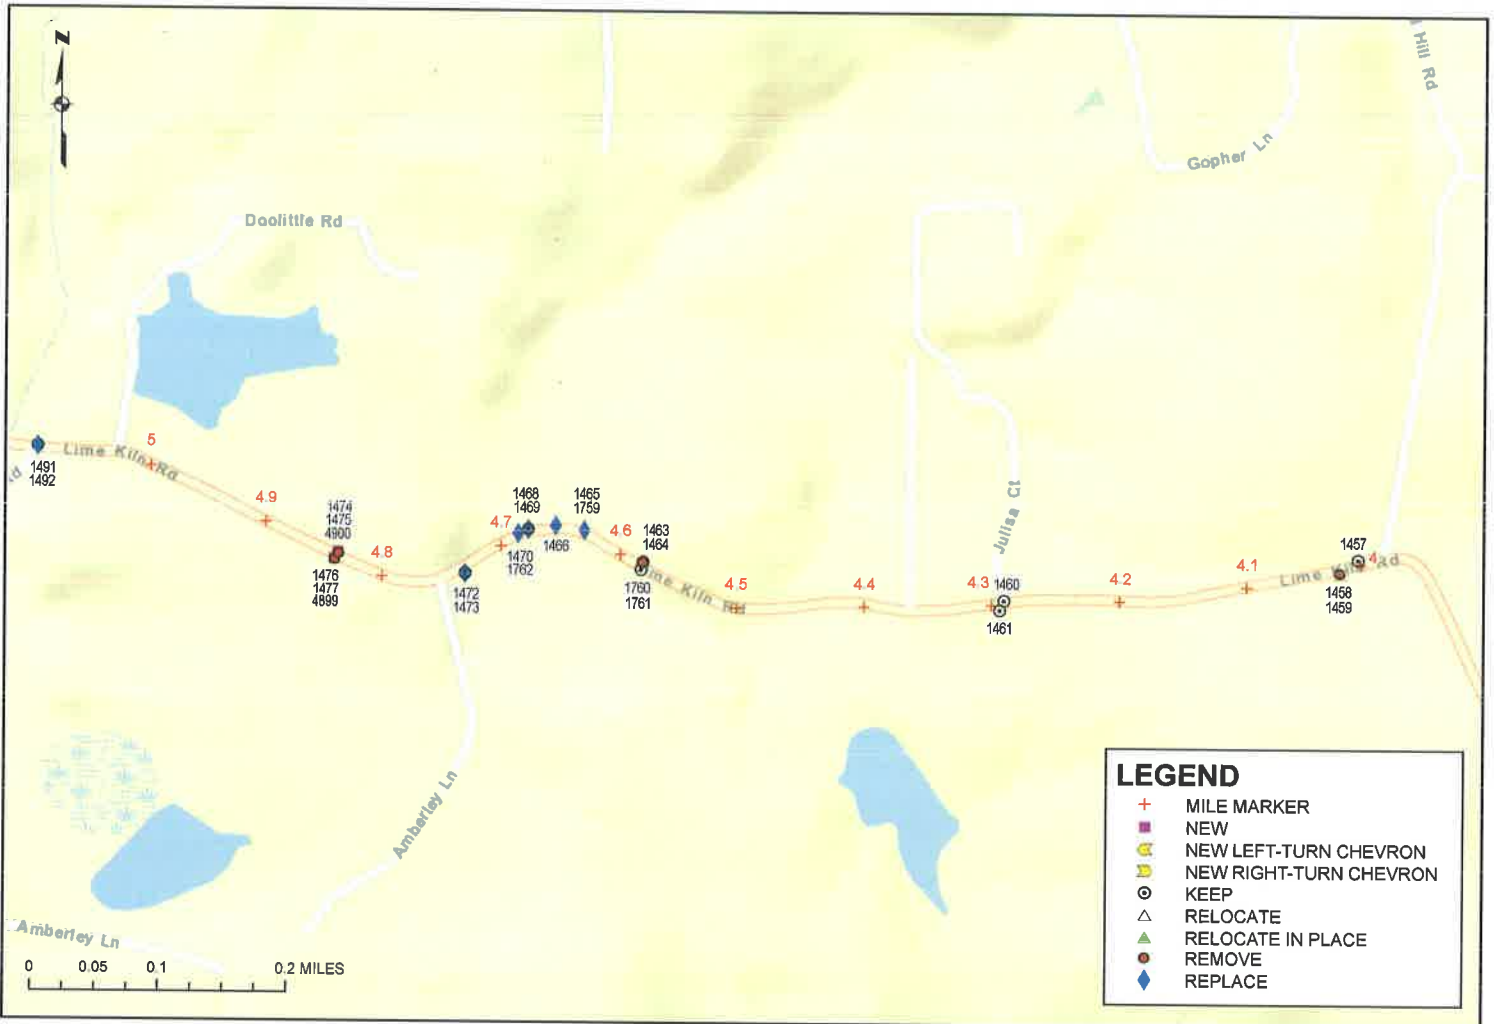 N
Hill Rd
Gopher Ln
Doolittle Rd
5
Lime Kiln Rd
1491
1492
4.9
1474
1475
4900
4.8
1476
1477
4899
1468
1469
1465
1759
4.7
1466
4.6
1463
1464
1470
1762
1472
1473
1760
1761
Lime Kiln Rd
4.5
4.4
Julisa Ct
4.3
1460
1461
4.2
4.1
1457
4
Lime Kiln Rd
1458
1459
Amberley Ln
Amberley Ln
0 0.05 0.1 0.2 MILES
LEGEND
MILE MARKER
NEW
NEW LEFT-TURN CHEVRON
NEW RIGHT-TURN CHEVRON
KEEP
RELOCATE
RELOCATE IN PLACE
REMOVE
REPLACE